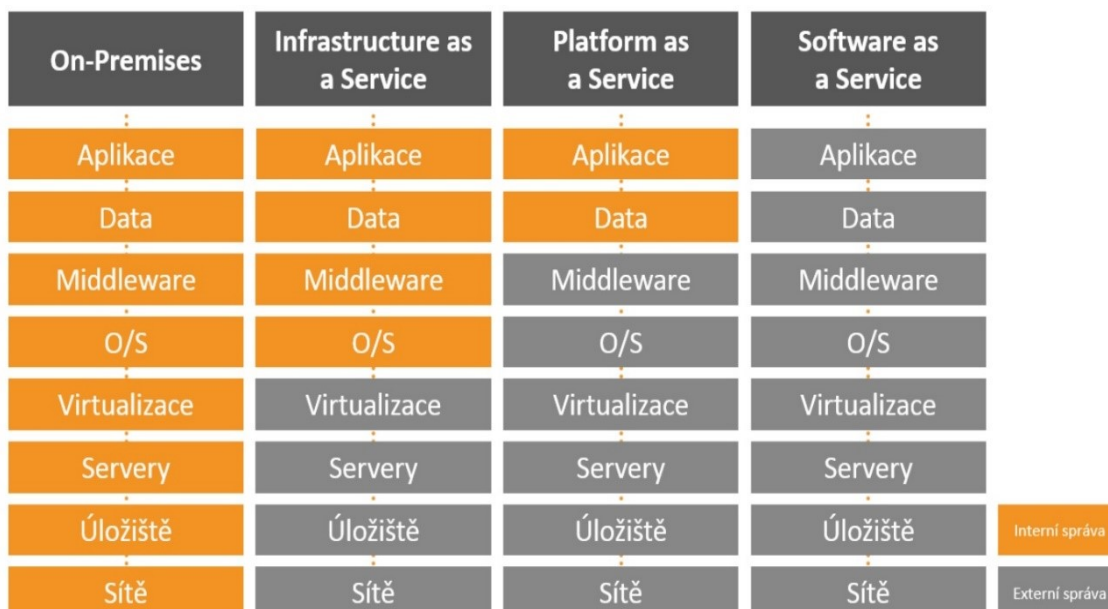 On-Premises
Infrastructure as
a Service
Platform as
a Service
Software as
a Service
Aplikace
Aplikace
Aplikace
Aplikace
Data
Data
Data
Data
Middleware
Middleware
Middleware
Middleware
O/S
O/S
O/S
O/S
Virtualizace
Virtualizace
Virtualizace
Virtualizace
Servery
Servery
Servery
Servery
Úložiště
Úložiště
Úložiště
Úložiště
Interní správa
Sítě
Sítě
Sítě
Sítě
Externí správa